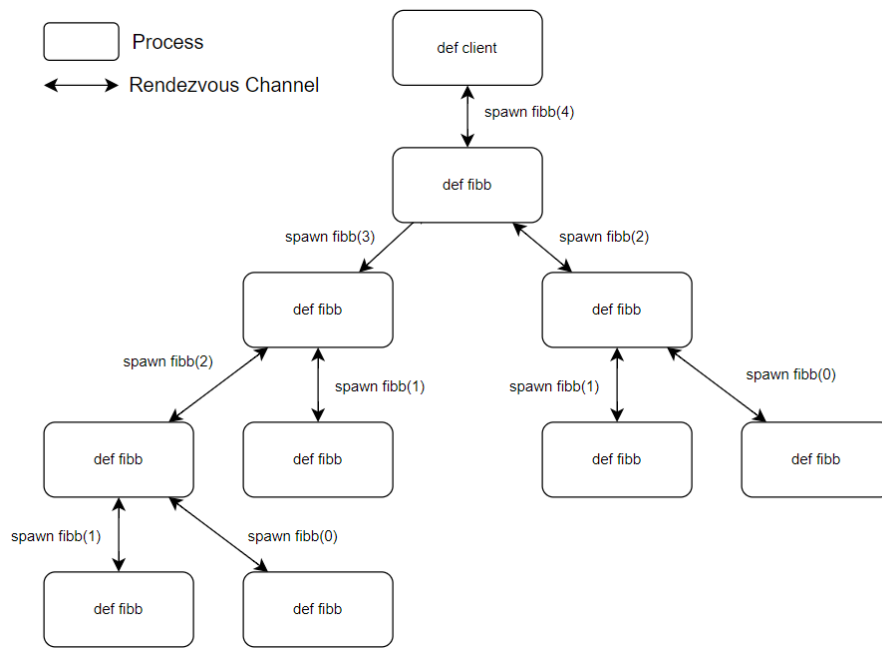 Process
Rendezvous Channel
def client
spawn fibb(4)
def fibb
spawn fibb(3)
spawn fibb(2)
def fibb
def fibb
spawn fibb(2)
spawn fibb(1)
spawn fibb(1)
spawn fibb(0)
def fibb
def fibb
def fibb
def fibb
spawn fibb(1)
spawn fibb(0)
def fibb
def fibb